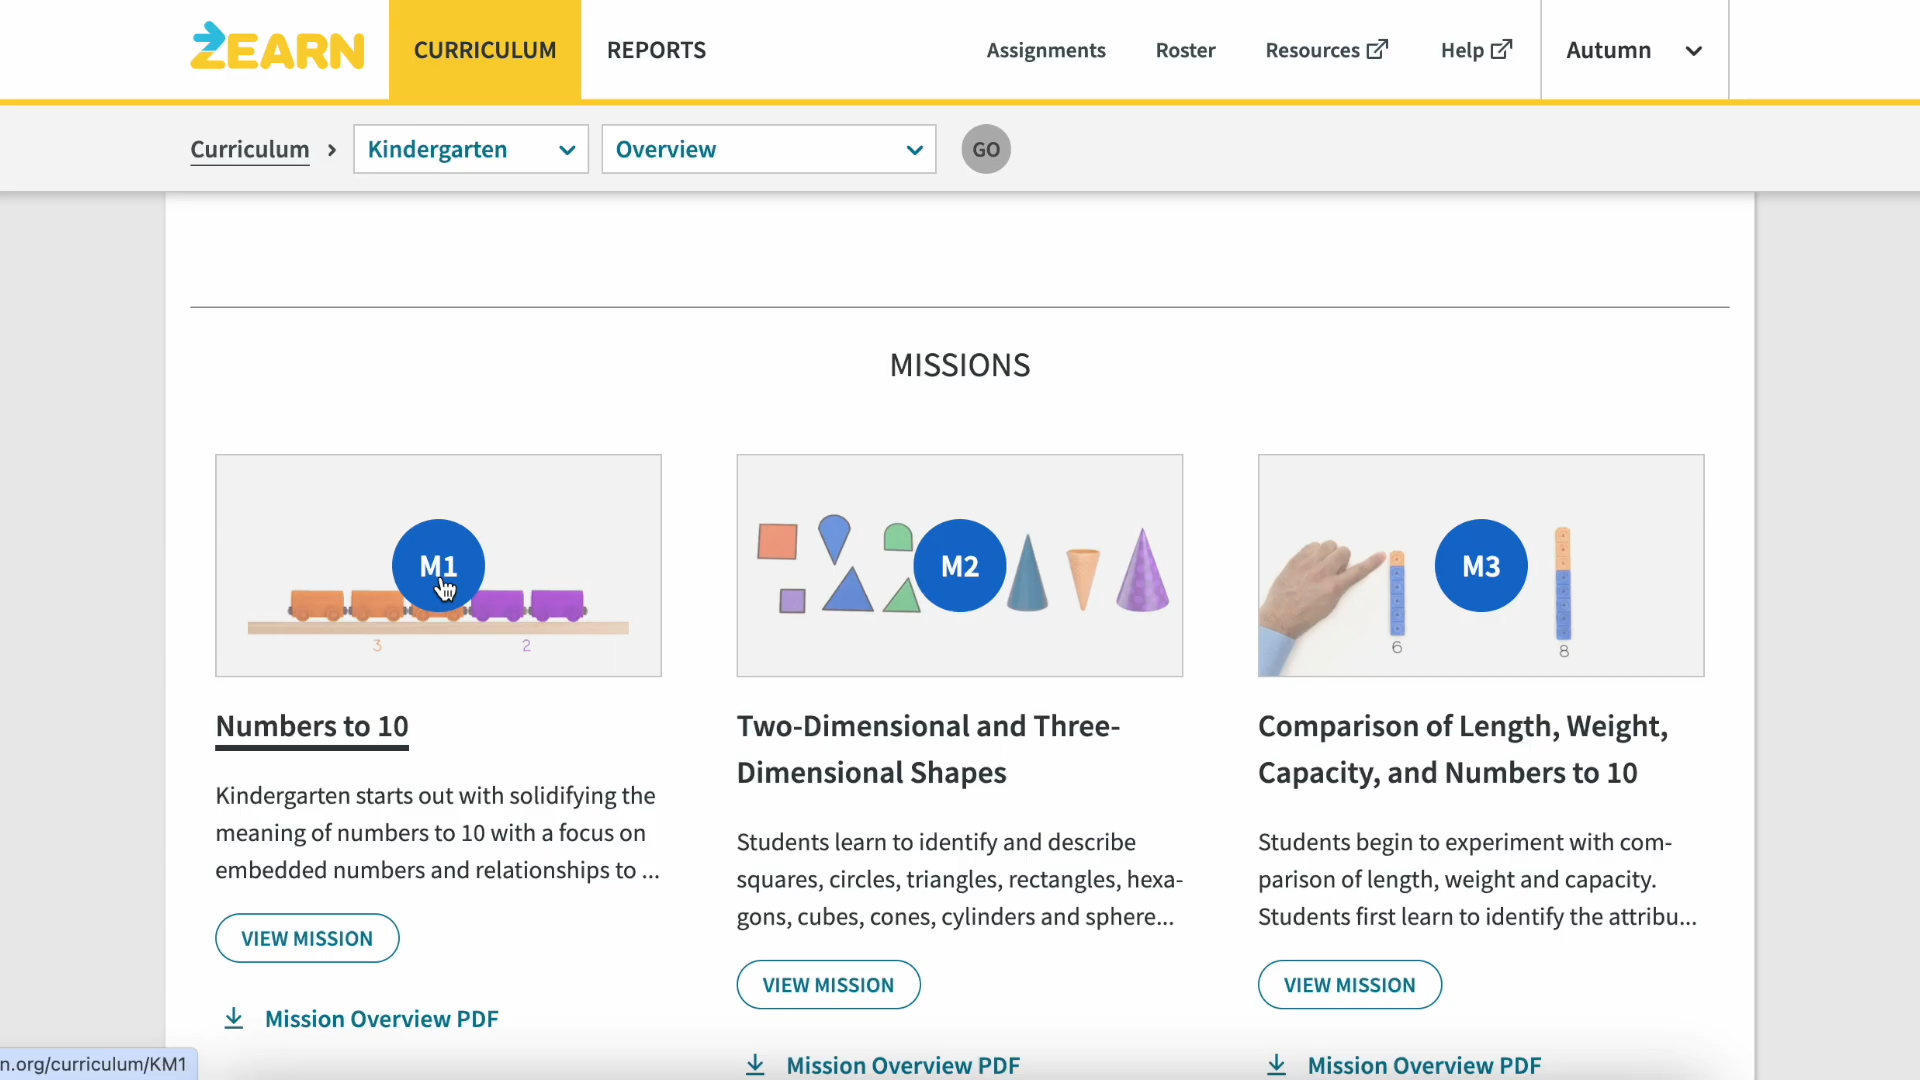 ZEARN
CURRICULUM
REPORTS
Assignments
Roster
Resources
Help
Autumn
Curriculum
Kindergarten
Overview
GO
MISSIONS
M1
3
2
M2
M3
6
8
Numbers to 10
Kindergarten starts out with solidifying the
meaning of numbers to 10 with a focus on
embedded numbers and relationships to ...
VIEW MISSION
Mission Overview PDF
Two-Dimensional and Three-
Dimensional Shapes
Students learn to identify and describe
squares, circles, triangles, rectangles, hexa-
gons, cubes, cones, cylinders and sphere...
VIEW MISSION
Mission Overview PDF
Comparison of Length, Weight,
Capacity, and Numbers to 10
Students begin to experiment with com-
parison of length, weight and capacity.
Students first learn to identify the attribu...
VIEW MISSION
Mission Overview PDF
n.org/curriculum/KM1